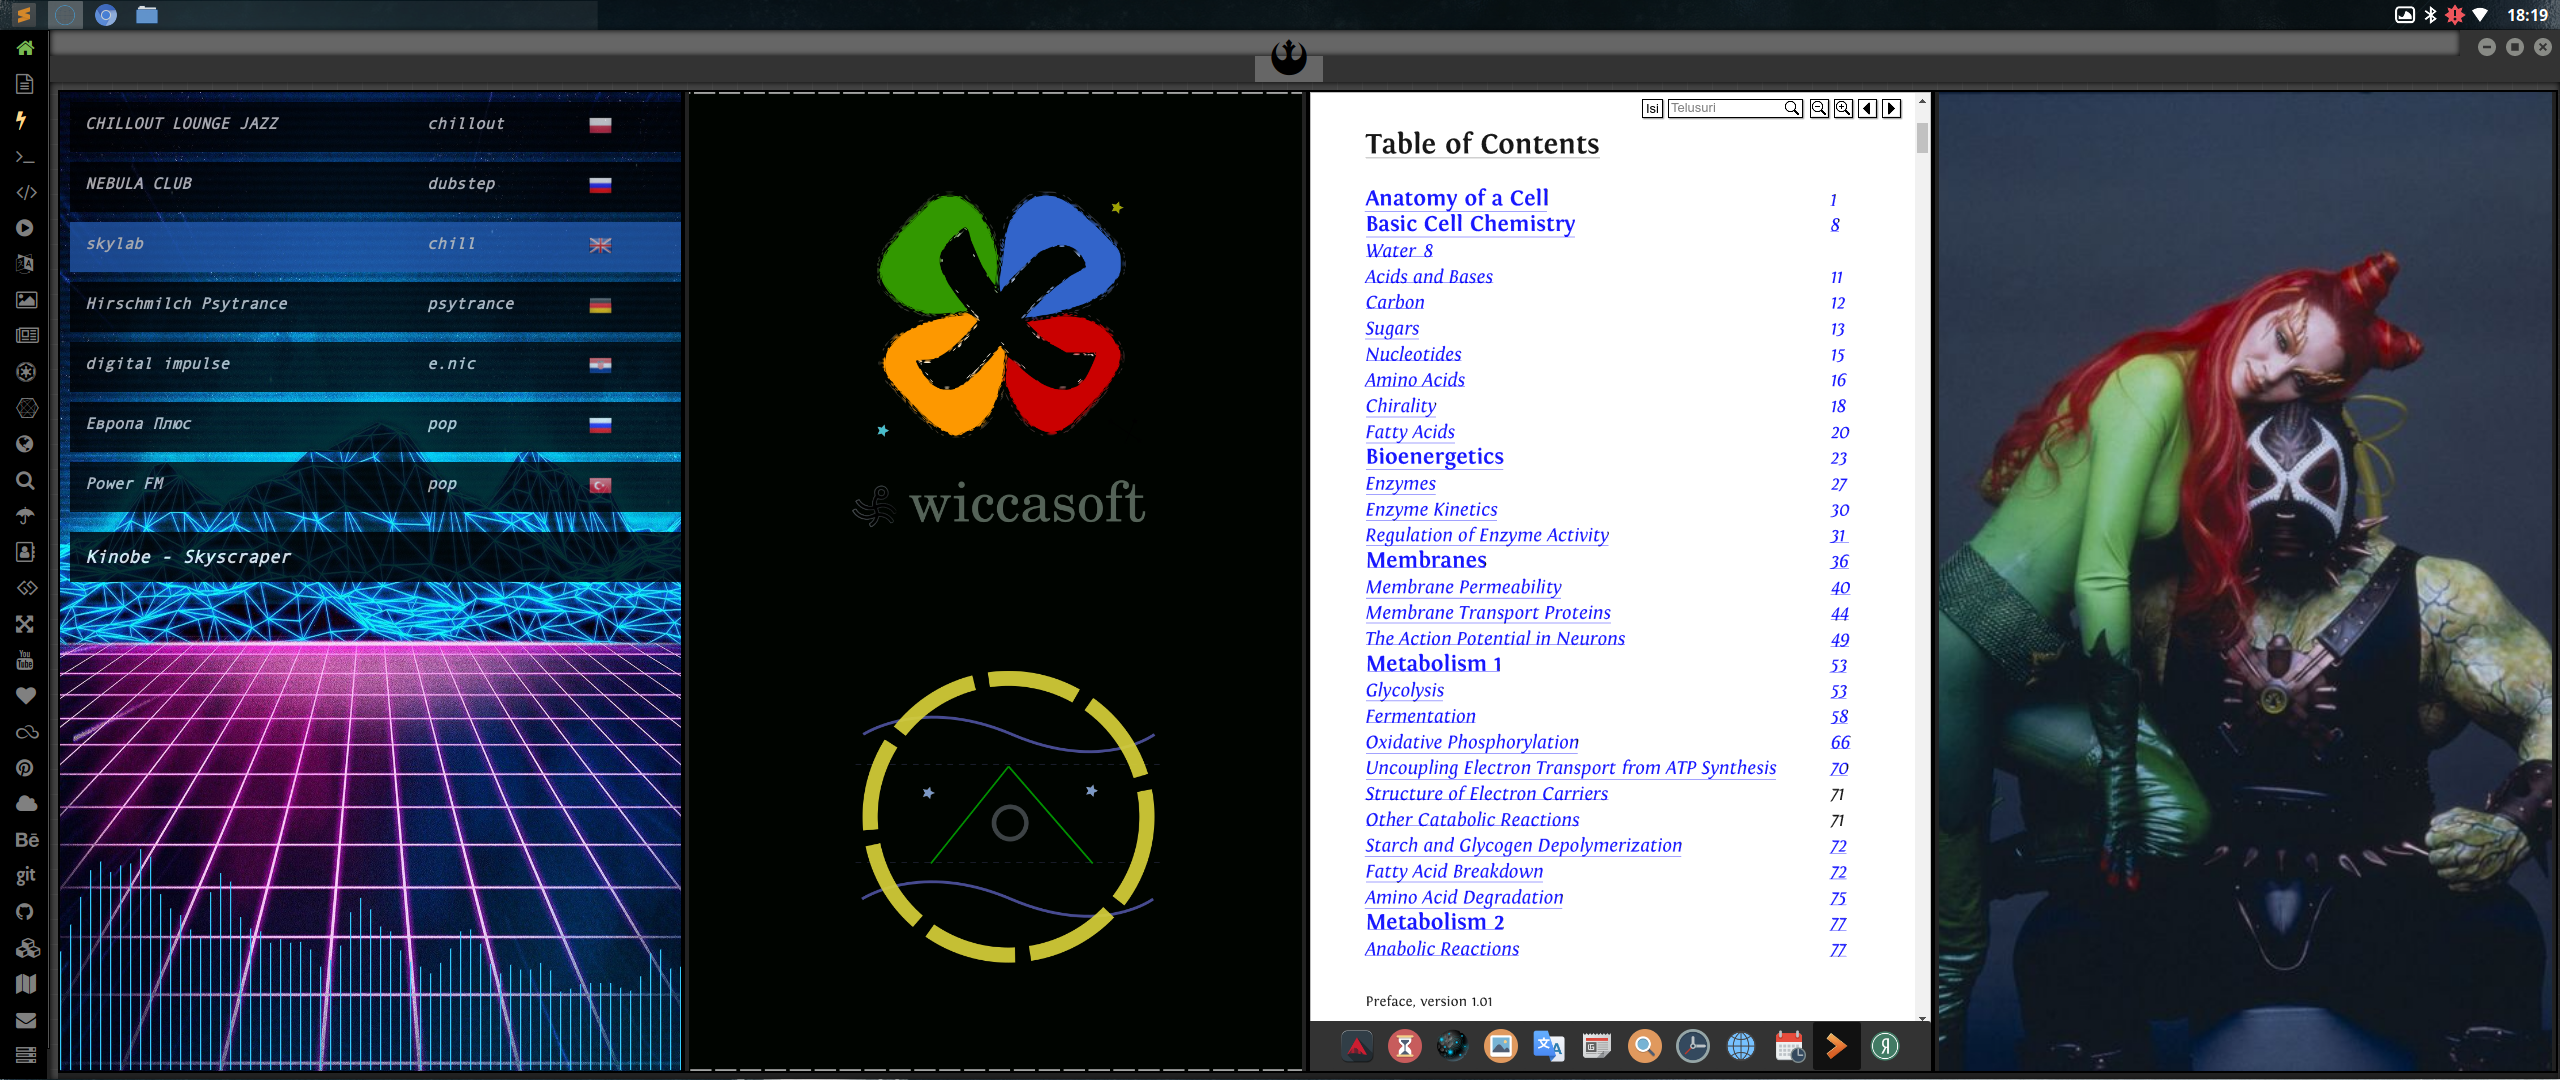 18:19
CHILLOUT LOUNGE JAZZ chillout
NEBULA CLUB dubstep
skylab chill
Hirschmilch Psytrance psytrance
digital impulse e.nic
Европа Плюс pop
Power FM pop
Kinobe - Skyscraper
You
Tube
Bē
git
wiccasoft
Isi Telusuri
Table of Contents
Anatomy of a Cell 1
Basic Cell Chemistry 8
Water 8
Acids and Bases 11
Carbon 12
Sugars 13
Nucleotides 15
Amino Acids 16
Chirality 18
Fatty Acids 20
Bioenergetics 23
Enzymes 27
Enzyme Kinetics 30
Regulation of Enzyme Activity 31
Membranes 36
Membrane Permeability 40
Membrane Transport Proteins 44
The Action Potential in Neurons 49
Metabolism 1 53
Glycolysis 53
Fermentation 58
Oxidative Phosphorylation 66
Uncoupling Electron Transport from ATP Synthesis 70
Structure of Electron Carriers 71
Other Catabolic Reactions 71
Starch and Glycogen Depolymerization 72
Fatty Acid Breakdown 72
Amino Acid Degradation 75
Metabolism 2 77
Anabolic Reactions 77
Preface, version 1.01